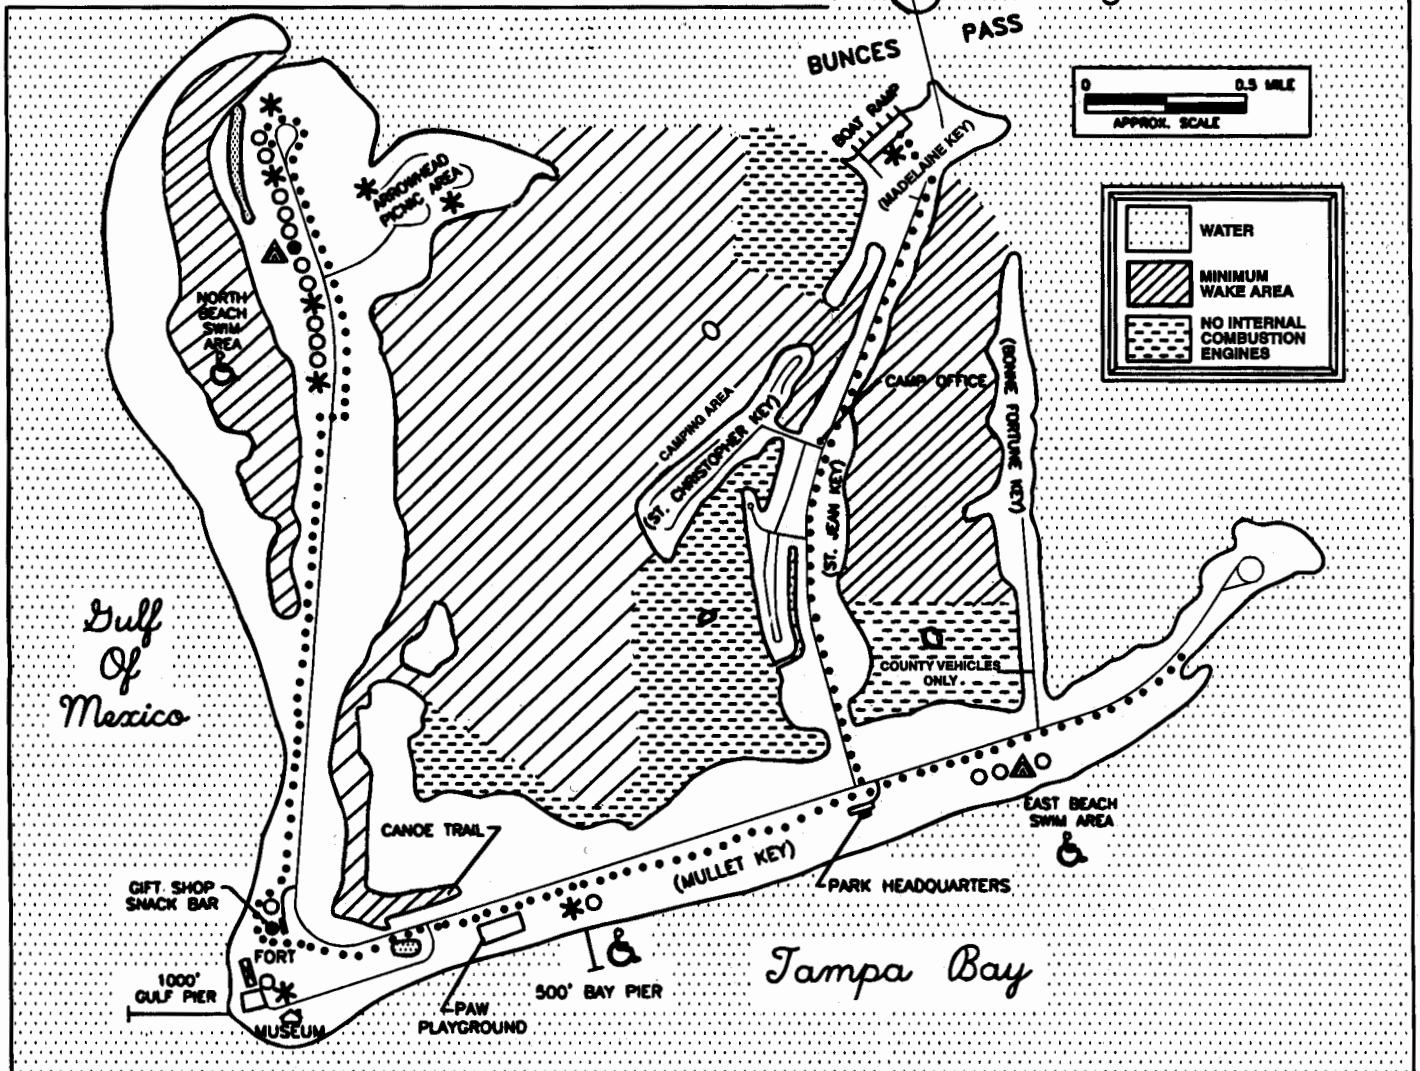 BUNCES
PASS
0 0.5 MILE
APPROX. SCALE
BOAT RAMP
(MADELAINE KEY)
ARROWHEAD
PICNIC AREA
WATER
MINIMUM
WAKE AREA
NO INTERNAL
COMBUSTION
ENGINES
NORTH
BEACH
SWIM
AREA
CAMP OFFICE
(BONNE FORTUNE KEY)
CAMPING AREA
(ST. CHRISTOPHER KEY)
(ST. JEAN KEY)
Gulf
Of
Mexico
COUNTY VEHICLES
ONLY
EAST BEACH
SWIM AREA
CANOE TRAIL
(MULLET KEY)
PARK HEADQUARTERS
GIFT SHOP
SNACK BAR
FORT
1000'
GULF PIER
MUSEUM
500' BAY PIER
PAW
PLAYGROUND
Tampa Bay